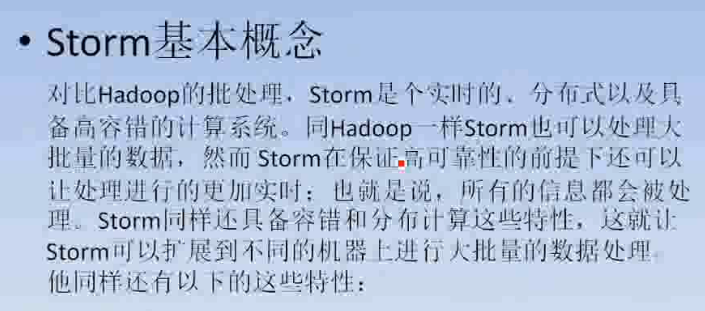 • Storm基本概念
对比Hadoop的批处理，Storm是个实时的、分布式以及具
备高容错的计算系统。同Hadoop一样Storm也可以处理大
批量的数据，然而 Storm在保证高可靠性的前提下还可以
让处理进行的更加实时；也就是说，所有的信息都会被处
理。Storm同样还具备容错和分布计算这些特性，这就让
Storm可以扩展到不同的机器上进行大批量的数据处理。
他同样还有以下的这些特性：